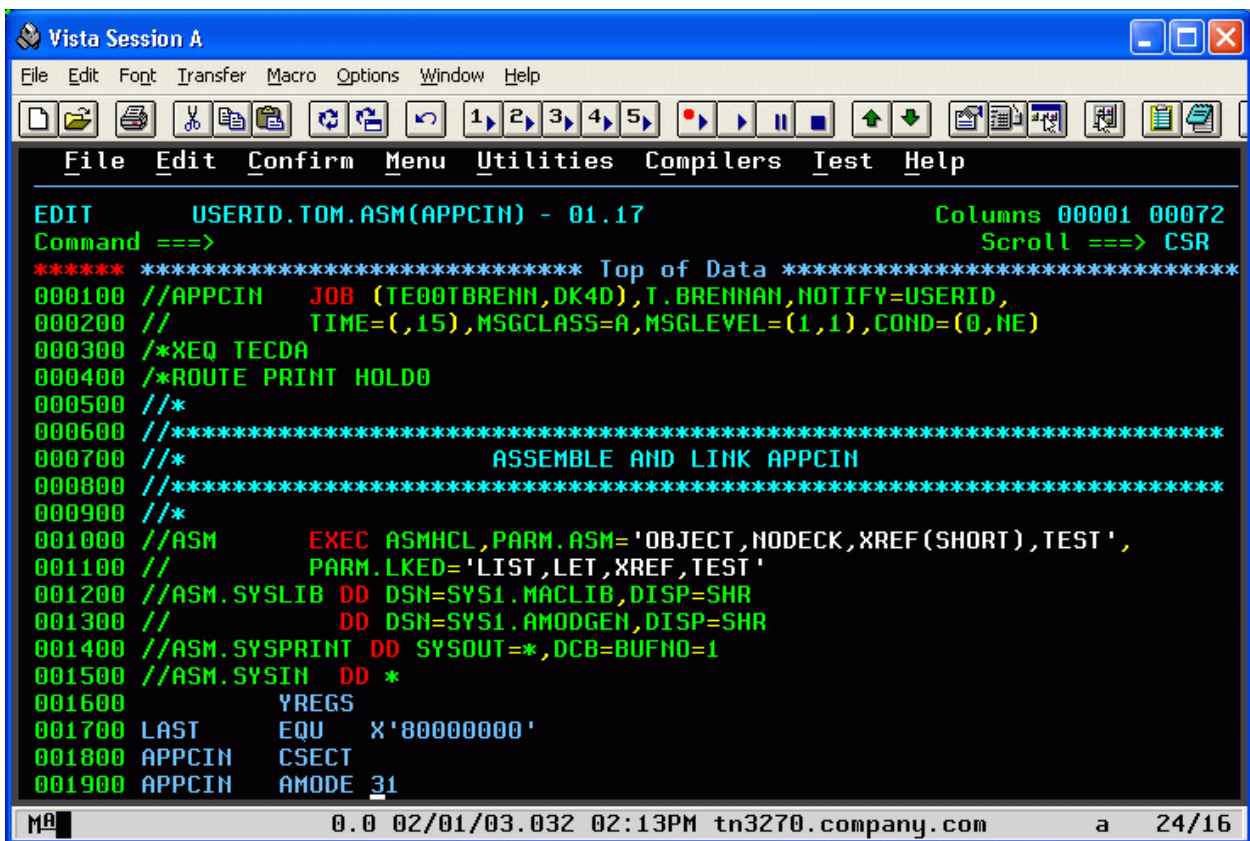 Vista Session A
File Edit Font Transfer Macro Options Window Help
1 2 3 4 5
File Edit Confirm Menu Utilities Compilers Test Help
EDIT       USERID.TOM.ASM(APPCIN) - 01.17                   Columns 00001 00072
Command ===>                                                  Scroll ===> CSR
****** ***************************** Top of Data ******************************
000100 //APPCIN   JOB (TE00TBRENN,DK4D),T.BRENNAN,NOTIFY=USERID,
000200 //         TIME=(,15),MSGCLASS=A,MSGLEVEL=(1,1),COND=(0,NE)
000300 /*XEQ TECDA
000400 /*ROUTE PRINT HOLD0
000500 //*
000600 //*********************************************************************
000700 //*                    ASSEMBLE AND LINK APPCIN
000800 //*********************************************************************
000900 //*
001000 //ASM      EXEC ASMHCL,PARM.ASM='OBJECT,NODECK,XREF(SHORT),TEST',
001100 //         PARM.LKED='LIST,LET,XREF,TEST'
001200 //ASM.SYSLIB DD DSN=SYS1.MACLIB,DISP=SHR
001300 //           DD DSN=SYS1.AMODGEN,DISP=SHR
001400 //ASM.SYSPRINT DD SYSOUT=*,DCB=BUFNO=1
001500 //ASM.SYSIN  DD *
001600          YREGS
001700 LAST     EQU   X'80000000'
001800 APPCIN   CSECT
001900 APPCIN   AMODE 31
MA 0.0 02/01/03.032 02:13PM tn3270.company.com a 24/16